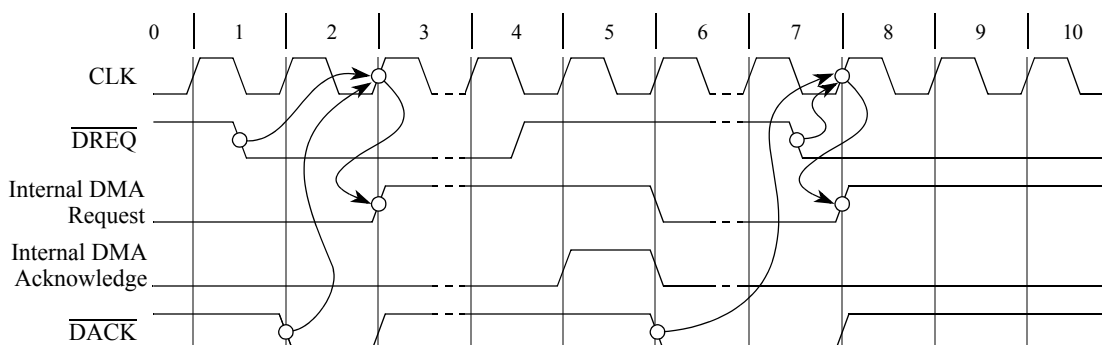 0 1 2 3 4 5 6 7 8 9 10
CLK
DREQ
Internal DMA
Request
Internal DMA
Acknowledge
DACK